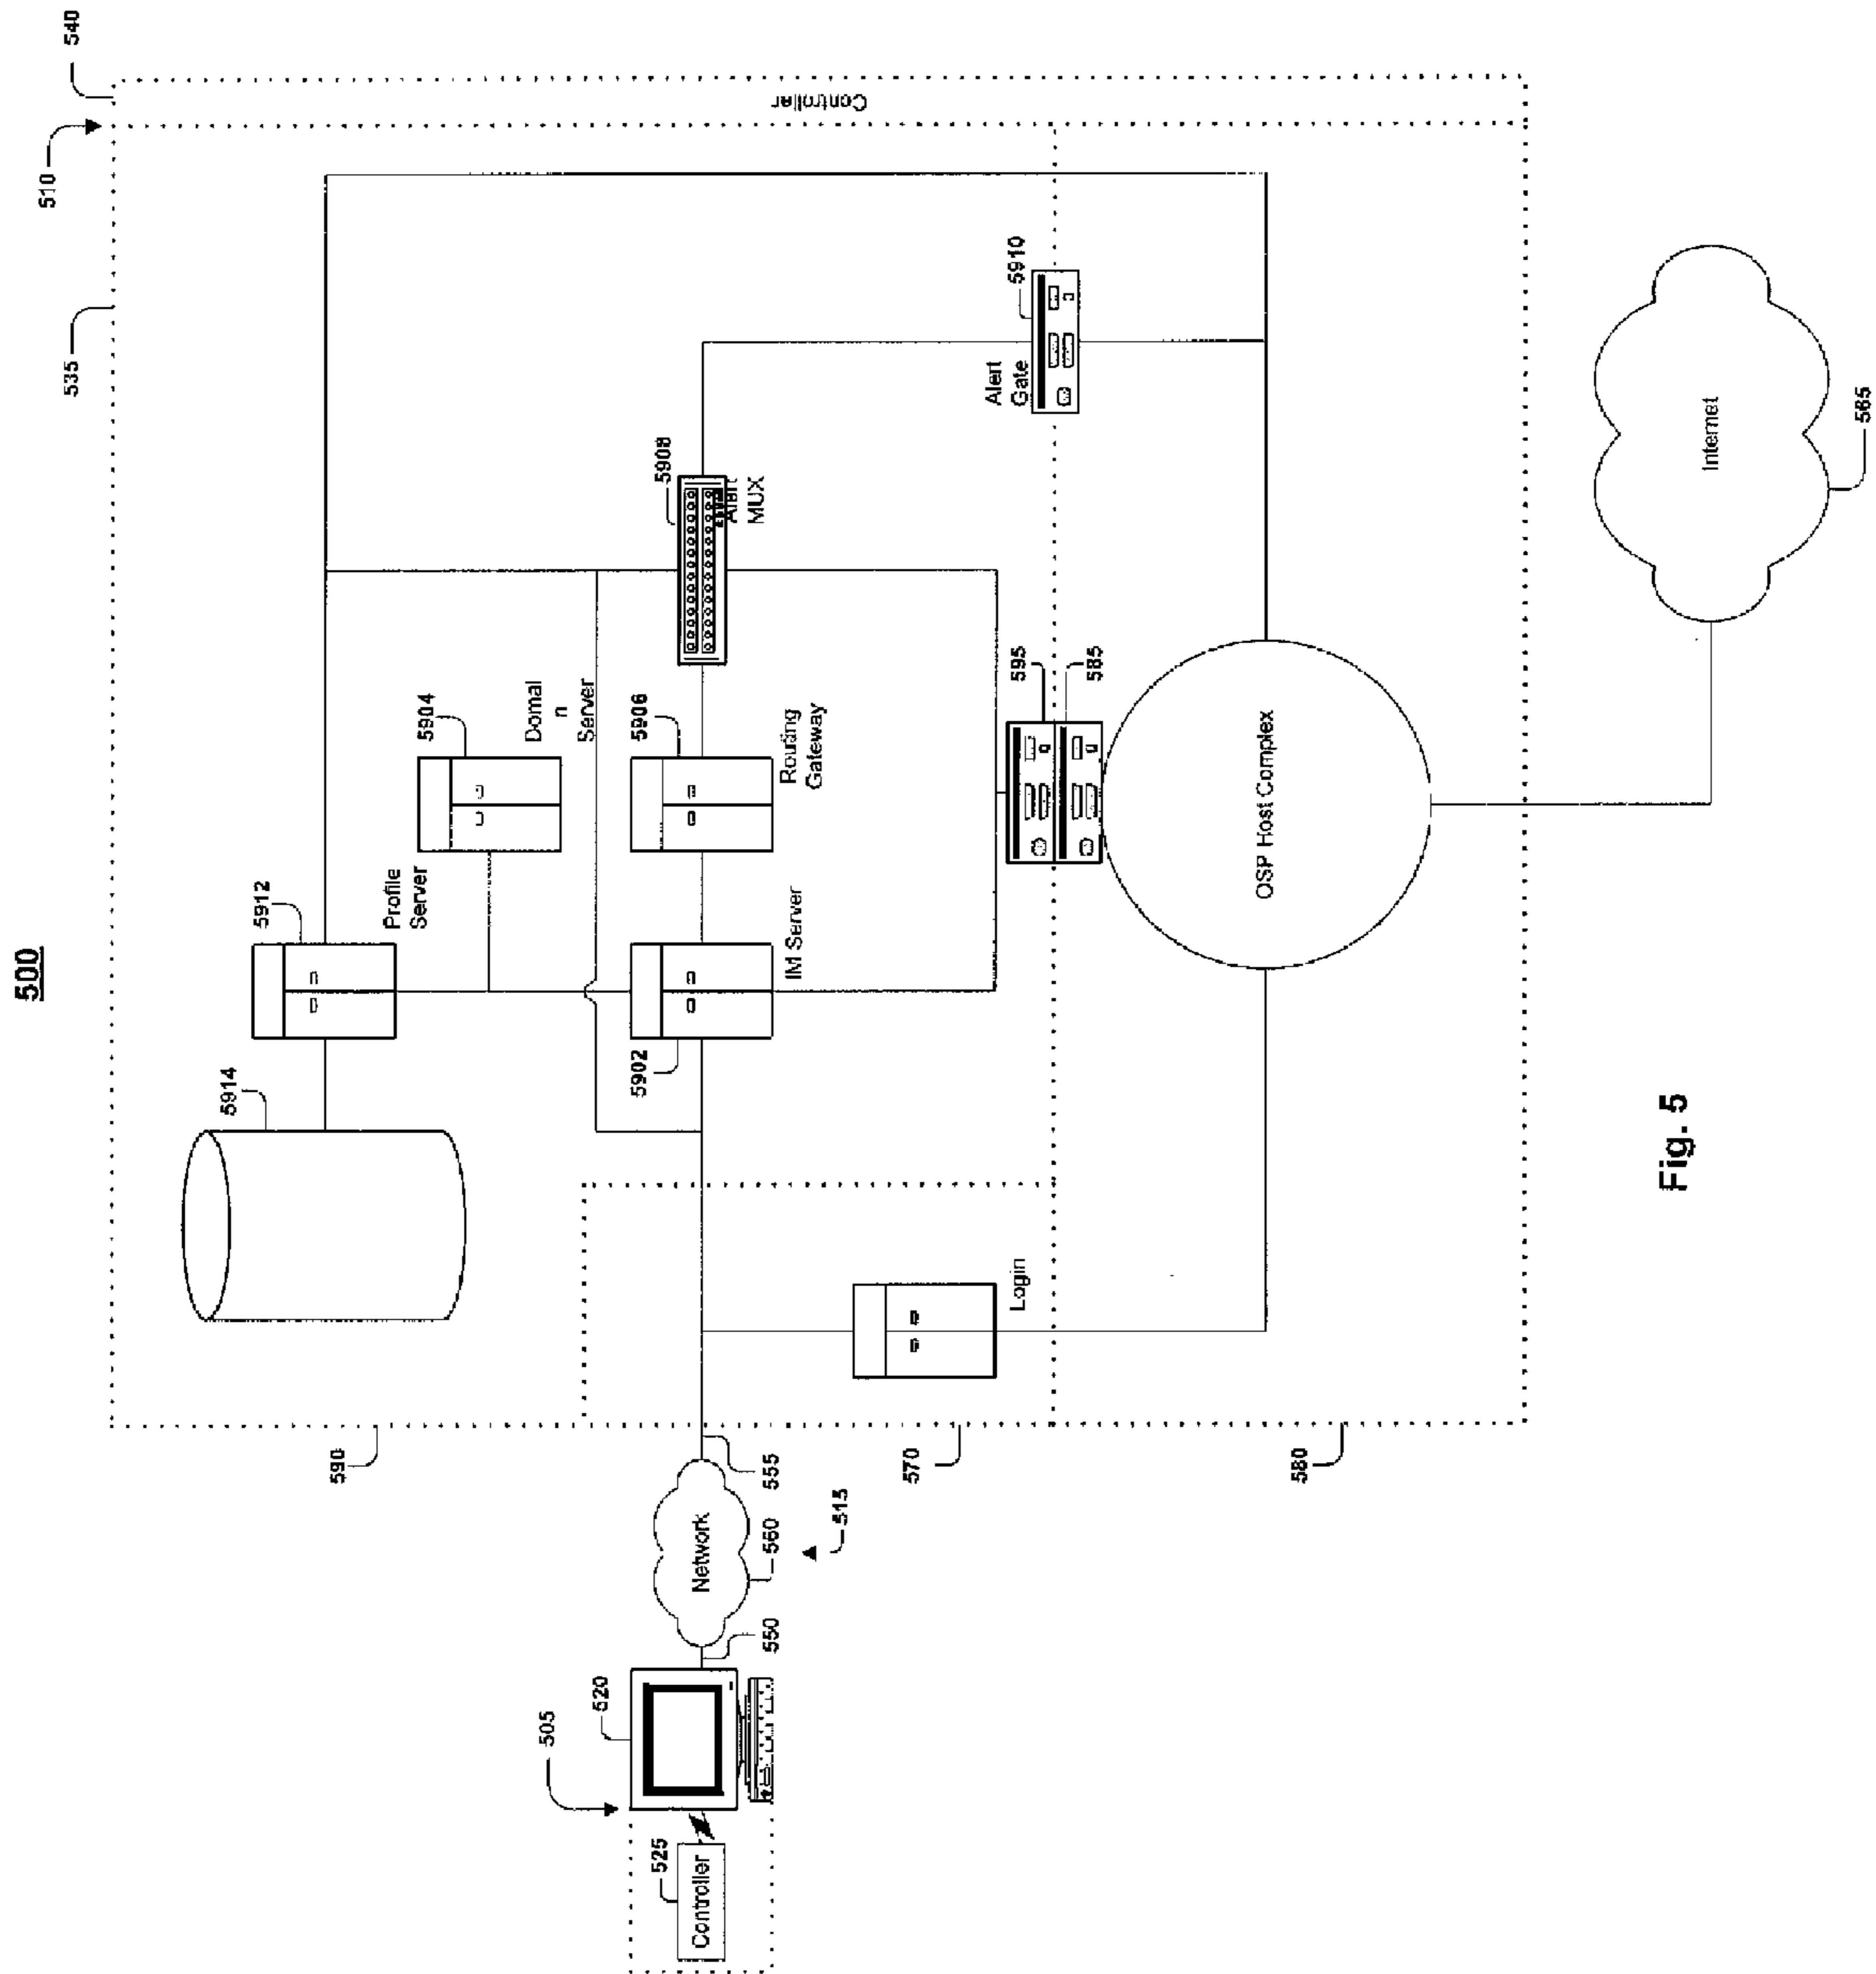 500
510
540
535
Controller
5914
5912
Profile
Server
5904
Domai
n
Server
5908
Alert
MUX
5906
Routing
Gateway
5902
IM Server
5910
Alert
Gate
595
585
OSP Host Complex
Login
590
570
580
505
520
525
Controller
550
Network
560
555
515
Internet
565
Fig. 5